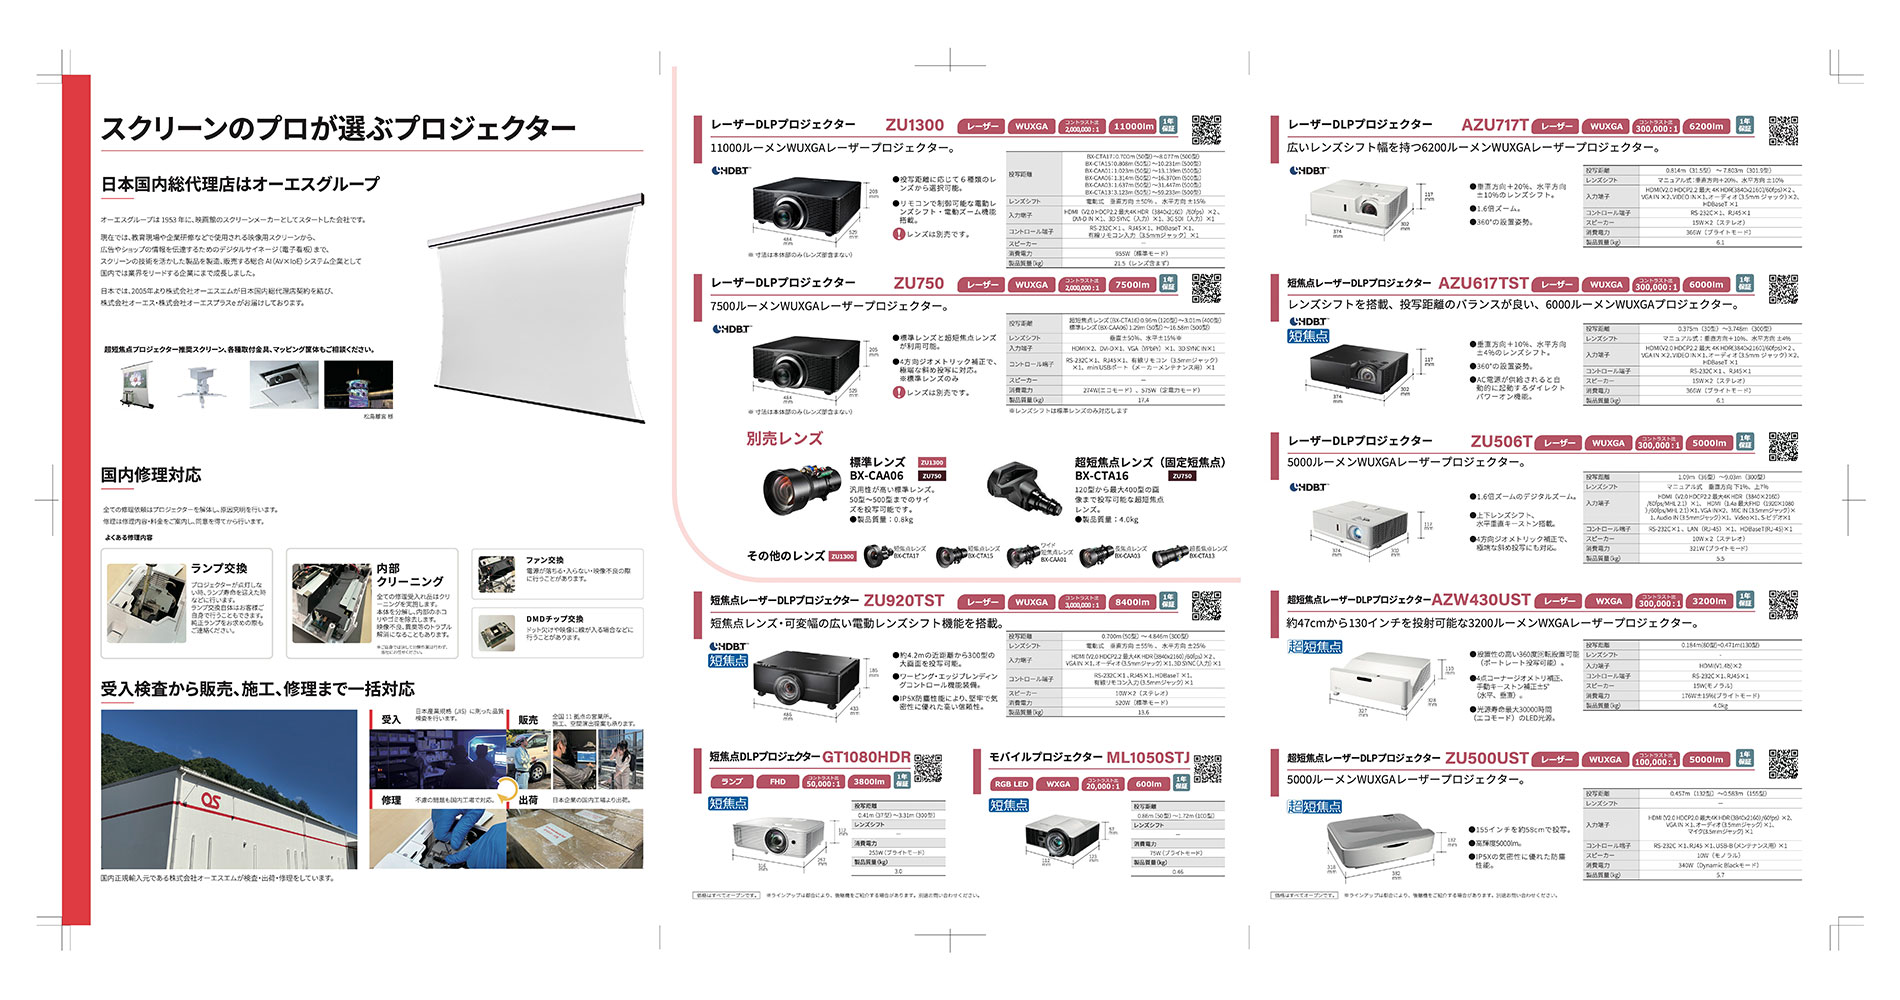 スクリーンのプロが選ぶプロジェクター
日本国内総代理店はオーエスグループ
オーエスグループは1953年に、映画館のスクリーンメーカーとしてスタートした会社です。
現在では、教育現場や企業研修などで使用される映像用スクリーンから、
広告やショップの情報を伝達するためのデジタルサイネージ(電子看板)まで、
スクリーンの技術を活かした製品を製造、販売する総合AI(AV×IoE)システム企業として
国内では業界をリードする企業にまで成長しました。
日本では、2005年より株式会社オーエスエムが日本国内総代理店契約を結び、
株式会社オーエス・株式会社オーエスプラスeがお届けしております。
超短焦点プロジェクター推奨スクリーン、各種取付金具、マッピング筐体もご相談ください。
松島離宮 様
国内修理対応
全ての修理依頼はプロジェクターを解体し、原因究明を行います。
修理は修理内容・料金をご案内し、同意を得てから行います。
よくある修理内容
ランプ交換
プロジェクターが点灯しな
い時、ランプ寿命を迎えた時
などに行います。
ランプ交換自体はお客様ご
自身で行うこともできます。
純正ランプをお求めの際も
ご連絡ください。
内部
クリーニング
全ての修理受入れ品はクリ
ーニングを実施します。
本体を分解し、内部のホコ
リやゴミを除去します。
映像不良、異臭等のトラブル
解消になることもあります。
ファン交換
電源が落ちる・入らない・映像不良の際
に行うことがあります。
DMDチップ交換
ドット欠けや映像に線が入る場合などに
行うことがあります。
受入検査から販売、施工、修理まで一括対応
OS
受入
日本産業規格(JIS)に則った品質
検査を行います。
販売
全国11拠点の営業所。
施工、空間演出提案も承ります。
修理
不慮の問題も国内工場で対応。
出荷
日本企業の国内工場より出荷。
国内正規輸入元である株式会社オーエスエムが検査・出荷・修理をしています。
レーザーDLPプロジェクター ZU1300 レーザー WUXGA コントラスト比 2,000,000:1 11000lm 1年保証
11000ルーメンWUXGAレーザープロジェクター。
HDBT
●投写距離に応じて6種類のレ
ンズから選択可能。
●リモコンで制御可能な電動レ
ンズシフト・電動ズーム機能
搭載。
レンズは別売です。
※ 寸法は本体部のみ(レンズ部含まない)
投写距離
BX-CTA17:0.700m(50型)～8.077m(500型)
BX-CTA15:0.808m(50型)～10.231m(500型)
BX-CAA01:1.023m(50型)～13.139m(500型)
BX-CAA06:1.314m(50型)～16.370m(500型)
BX-CAA03:1.637m(50型)～31.447m(500型)
BX-CTA13:3.123m(50型)～59.233m(500型)
レンズシフト 電動式 垂直方向 ±50%、水平方向 ±15%
入力端子 HDMI (V2.0 HDCP2.2 最大4K HDR (3840x2160) /60fps) ×2、
DVI-D IN ×1、3D SYNC (入力) ×1、3G SDI (入力) ×1
コントロール端子 RS-232C×1、RJ45×1、HDBaseT ×1、
有線リモコン入力 (3.5mmジャック) ×1
スピーカー －
消費電力 955W (標準モード)
製品質量(kg) 21.5 (レンズ含まず)
レーザーDLPプロジェクター ZU750 レーザー WUXGA コントラスト比 2,000,000:1 7500lm 1年保証
7500ルーメンWUXGAレーザープロジェクター。
HDBT
●標準レンズと超短焦点レンズ
が利用可能。
●4方向ジオメトリック補正で、
極端な斜め投写に対応。
※標準レンズのみ
レンズは別売です。
※ 寸法は本体部のみ(レンズ部含まない)
投写距離 超短焦点レンズ(BX-CTA16) 0.96m(120型)～3.01m(400型)
標準レンズ(BX-CAA06) 1.29m(50型)～16.58m(500型)
レンズシフト 垂直±50%、水平±15%※
入力端子 HDMI×2、DVI-D×1、VGA (YPbPr) ×1、3D SYNC IN×1
コントロール端子 RS-232C×1、RJ45×1、有線リモコン(3.5mmジャック)
×1、mini USBポート (メーカーメンテナンス用) ×1
スピーカー －
消費電力 274W(エコモード)、575W(定電力モード)
製品質量(kg) 17.4
※レンズシフトは標準レンズのみ対応します
別売レンズ
標準レンズ ZU1300
BX-CAA06 ZU750
汎用性が高い標準レンズ。
50型～500型までのサイ
ズを投写可能です。
●製品質量：0.8kg
超短焦点レンズ（固定短焦点）
BX-CTA16 ZU750
120型から最大400型の画
像まで投写可能な超短焦点
レンズ。
●製品質量：4.0kg
その他のレンズ ZU1300
短焦点レンズ
BX-CTA17
短焦点レンズ
BX-CTA15
ワイド
短焦点レンズ
BX-CAA01
長焦点レンズ
BX-CAA03
超長焦点レンズ
BX-CTA13
短焦点レーザーDLPプロジェクター ZU920TST レーザー WUXGA コントラスト比 3,000,000:1 8400lm 1年保証
短焦点レンズ・可変幅の広い電動レンズシフト機能を搭載。
HDBT
短焦点
●約4.2mの近距離から300型の
大画面を投写可能。
●ワーピング・エッジブレンディン
グコントロール機能装備。
●IP5X防塵性能により、堅牢で気
密性に優れた高い信頼性。
投写距離 0.700m(50型) ～ 4.846m(300型)
レンズシフト 電動式 垂直方向 ±55%、水平方向 ±25%
入力端子 HDMI (V2.0 HDCP2.2 最大4K HDR (3840x2160) /60fps) ×2、
VGA IN ×1、オーディオ(3.5mmジャック)×1、3D SYNC(入力)×1
コントロール端子 RS-232C×1、RJ45×1、HDBaseT ×1、
有線リモコン入力 (3.5mmジャック) ×1
スピーカー 10W×2 (ステレオ)
消費電力 520W (標準モード)
製品質量(kg) 13.6
短焦点DLPプロジェクター GT1080HDR
ランプ FHD コントラスト比 50,000:1 3800lm 1年保証
短焦点
投写距離
0.41m (37型) ～3.31m (300型)
レンズシフト
－
消費電力
253W (ブライトモード)
製品質量(kg)
3.0
モバイルプロジェクター ML1050STJ
RGB LED WXGA コントラスト比 20,000:1 600lm 1年保証
短焦点
投写距離
0.86m(50型)～1.72m(100型)
レンズシフト
－
消費電力
75W(ブライトモード)
製品質量(kg)
0.46
価格はすべてオープンです。 ※ラインアップは都合により、後継機をご紹介する場合があります。別途お問い合わせください。
レーザーDLPプロジェクター AZU717T レーザー WUXGA コントラスト比 300,000:1 6200lm 1年保証
広いレンズシフト幅を持つ6200ルーメンWUXGAレーザープロジェクター。
HDBT
●垂直方向＋20%、水平方向
±10%のレンズシフト。
●1.6倍ズーム。
●360°の設置姿勢。
投写距離 0.814m (31.5型) ～ 7.803m (301.9型)
レンズシフト マニュアル式：垂直方向+20%、水平方向 ±10%
入力端子 HDMI(V2.0 HDCP2.2 最大 4K HDR(3840x2160)/60fps)×2、
VGA IN ×2、VIDEO IN×1、オーディオ(3.5mm ジャック)×2、
HDBaseT ×1
コントロール端子 RS-232C×1、RJ45×1
スピーカー 15W×2 (ステレオ)
消費電力 366W (ブライトモード)
製品質量(kg) 6.1
短焦点レーザーDLPプロジェクター AZU617TST レーザー WUXGA コントラスト比 300,000:1 6000lm 1年保証
レンズシフトを搭載、投写距離のバランスが良い、6000ルーメンWUXGAプロジェクター。
HDBT
短焦点
●垂直方向＋10%、水平方向
±4%のレンズシフト。
●360°の設置姿勢。
●AC電源が供給されると自
動的に起動するダイレクト
パワーオン機能。
投写距離 0.375m (30型) ～3.748m (300型)
レンズシフト マニュアル式：垂直方向+10%、水平方向 ±4%
入力端子 HDMI(V2.0 HDCP2.2 最大 4K HDR(3840x2160)/60fps)×2、
VGA IN ×2、VIDEO IN×1、オーディオ(3.5mm ジャック)×2、
HDBaseT ×1
コントロール端子 RS-232C×1、RJ45×1
スピーカー 15W×2 (ステレオ)
消費電力 366W (ブライトモード)
製品質量(kg) 6.1
レーザーDLPプロジェクター ZU506T レーザー WUXGA コントラスト比 300,000:1 5000lm 1年保証
5000ルーメンWUXGAレーザープロジェクター。
HDBT
●1.6倍ズームのデジタルズーム。
●上下レンズシフト、
水平垂直キーストン搭載。
●4方向ジオメトリック補正で、
極端な斜め投写にも対応。
投写距離 1.09m (36型) ～9.03m (300型)
レンズシフト マニュアル式 垂直方向 下1%、上7%
入力端子
コントロール端子 RS-232C×1、LAN (RJ-45) ×1、HDBaseT(RJ-45)×1
スピーカー 10W x 2 (ステレオ)
消費電力 321W(ブライトモード)
製品質量(kg) 5.5
超短焦点レーザーDLPプロジェクター AZW430UST レーザー WXGA コントラスト比 300,000:1 3200lm 1年保証
約47cmから130インチを投射可能な3200ルーメンWXGAレーザープロジェクター。
超短焦点
●設置性の高い360度回転設置可能
（ポートレート投写可能）。
●4点コーナージオメトリ補正、
手動キーストン補正±5°
(水平、垂直)。
●光源寿命最大30000時間
(エコモード)のLED光源。
投写距離 0.184m(80型)~0.471m(130型)
レンズシフト -
入力端子 HDMI(V1.4b)×2
コントロール端子 RS-232C×1、RJ45×1
スピーカー 15W(モノラル)
消費電力 176W±15%(ブライトモード)
製品質量(kg) 4.0kg
超短焦点レーザーDLPプロジェクター ZU500UST レーザー WUXGA コントラスト比 100,000:1 5000lm 1年保証
5000ルーメンWUXGAレーザープロジェクター。
超短焦点
●155インチを約58cmで投写。
●高輝度5000lm。
●IP5Xの気密性に優れた防塵
性能。
投写距離 0.457m (132型) ～0.583m (155型)
レンズシフト －
入力端子 HDMI (V2.0 HDCP2.0 最大4K HDR(3840x2160) /60fps) ×2、
VGA IN ×1、オーディオ(3.5mmジャック) ×1、
マイク(3.5mmジャック) ×1
コントロール端子 RS-232C ×1、RJ-45 ×1、USB-B(メンテナンス用) ×1
スピーカー 10W (モノラル)
消費電力 340W (Dynamic Blackモード)
製品質量(kg) 5.7
価格はすべてオープンです。 ※ラインアップは都合により、後継機をご紹介する場合があります。別途お問い合わせください。